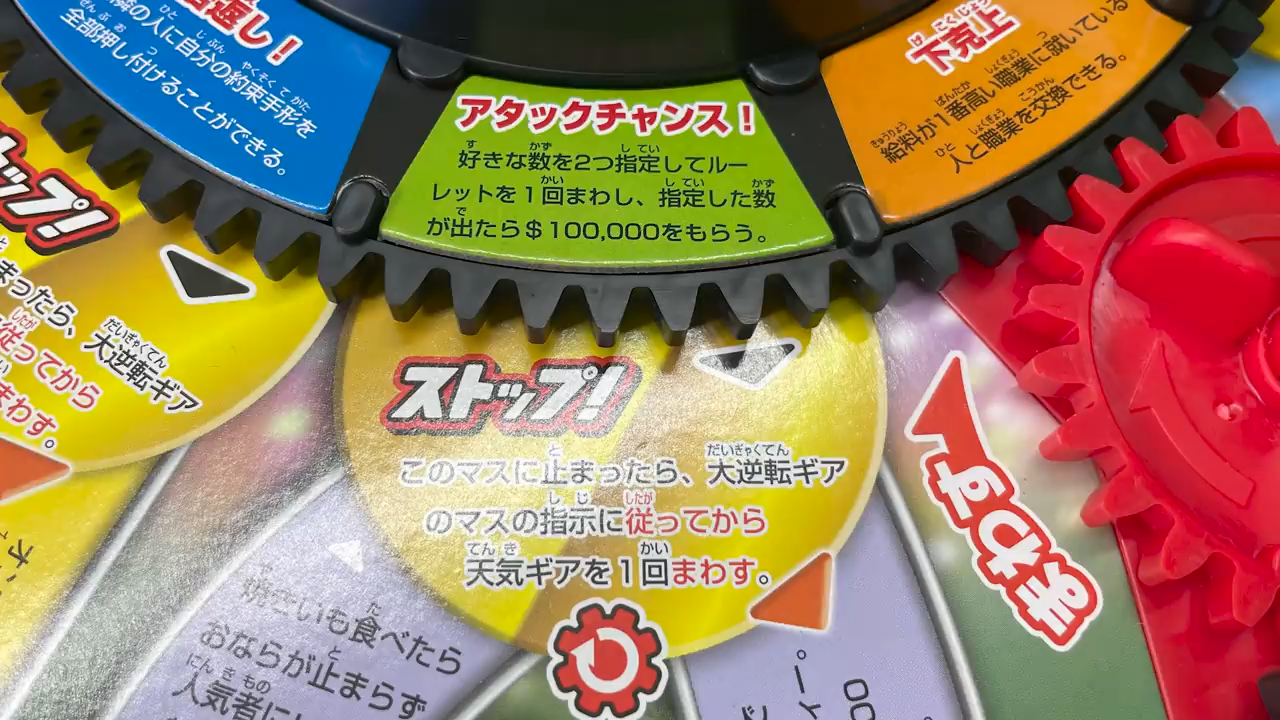 返し！
の人に自分の約束手形を
全部押し付けることができる。
アタックチャンス！
好きな数を2つ指定してルー
レットを1回まわし、指定した数
が出たら＄100,000をもらう。
下克上
給料が1番高い職業に就いている
人と職業を交換できる。
ップ！
まったら、大逆転ギア
従ってから
まわす。
ストップ！
このマスに止まったら、大逆転ギア
のマスの指示に従ってから
天気ギアを1回まわす。
まわす
いも食べたら
おならが止まらず
人気者に